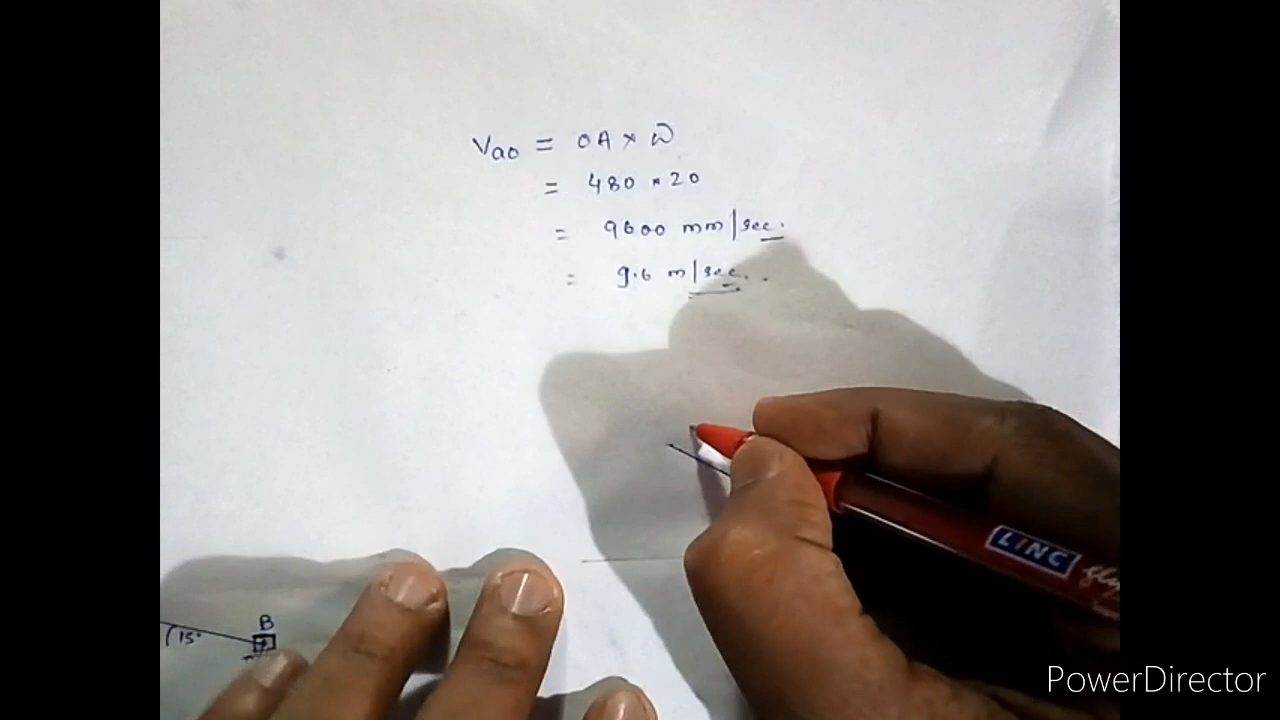 Vao = OA × ω
= 480 × 20
= 9600 mm/sec.
= 9.6 m/sec.
LINC
B
15°
PowerDirector